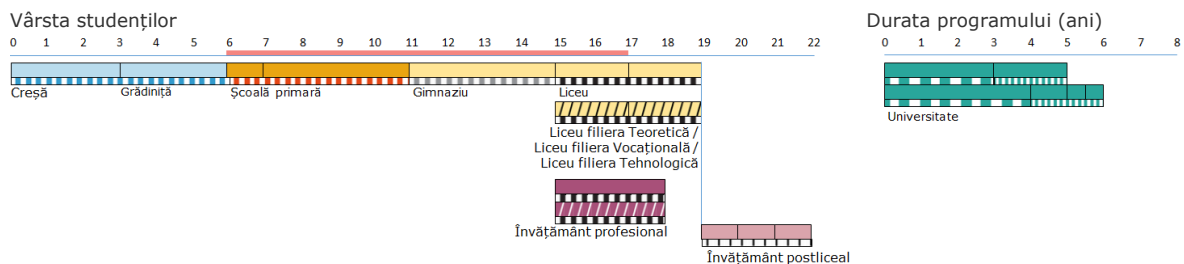 Vârsta studenților
Durata programului (ani)
0 1 2 3 4 5 6 7 8 9 10 11 12 13 14 15 16 17 18 19 20 21 22
0 1 2 3 4 5 6 7 8
Creșă
Grădiniță
Școală primară
Gimnaziu
Liceu
Universitate
Liceu filiera Teoretică /
Liceu filiera Vocațională /
Liceu filiera Tehnologică
Învățământ profesional
Învățământ postliceal